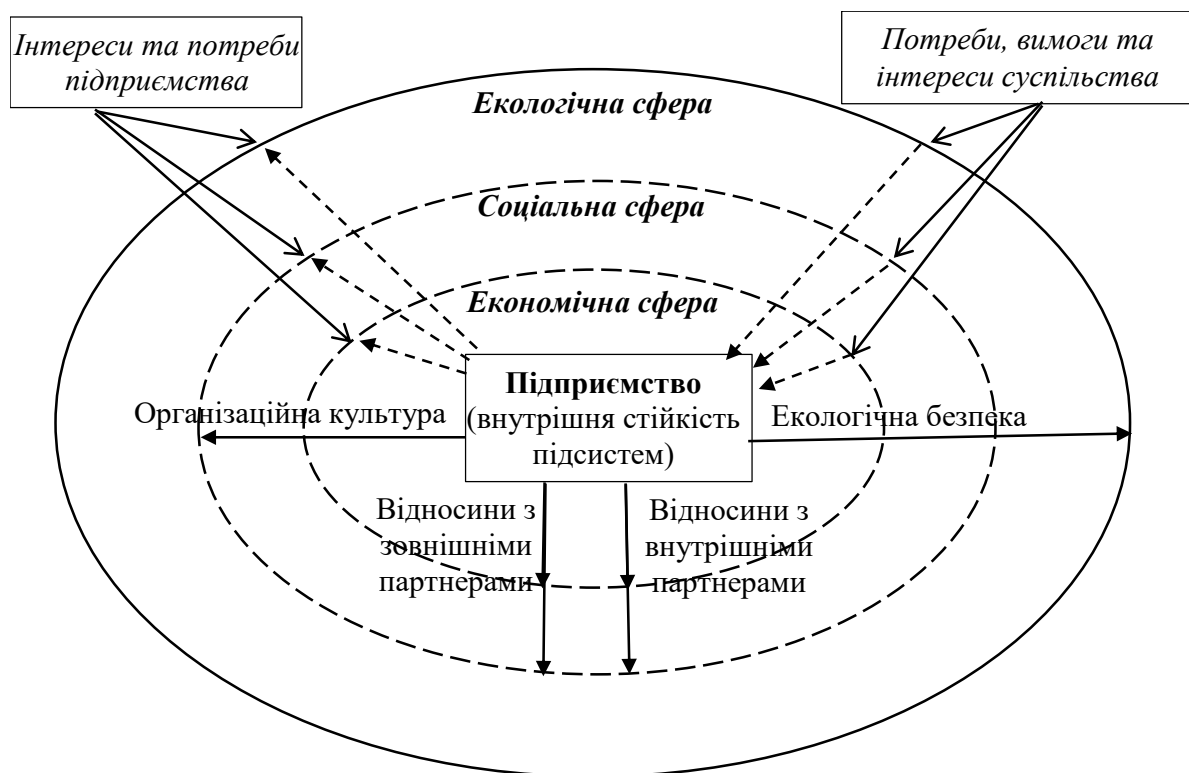 Інтереси та потреби
підприємства
Потреби, вимоги та
інтереси суспільства
Екологічна сфера
Соціальна сфера
Економічна сфера
Підприємство
(внутрішня стійкість
підсистем)
Організаційна культура
Екологічна безпека
Відносини з
зовнішніми
партнерами
Відносини з
внутрішніми
партнерами